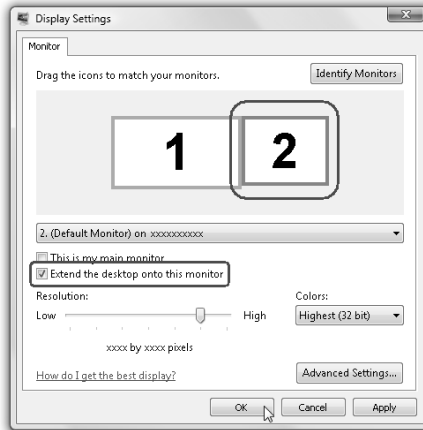 Display Settings
Monitor
Drag the icons to match your monitors.
Identify Monitors
1
2
2. (Default Monitor) on xxxxxxxxxx
This is my main monitor
Extend the desktop onto this monitor
Resolution:
Colors:
Low
High
Highest (32 bit)
xxxx by xxxx pixels
How do I get the best display?
Advanced Settings...
OK
Cancel
Apply